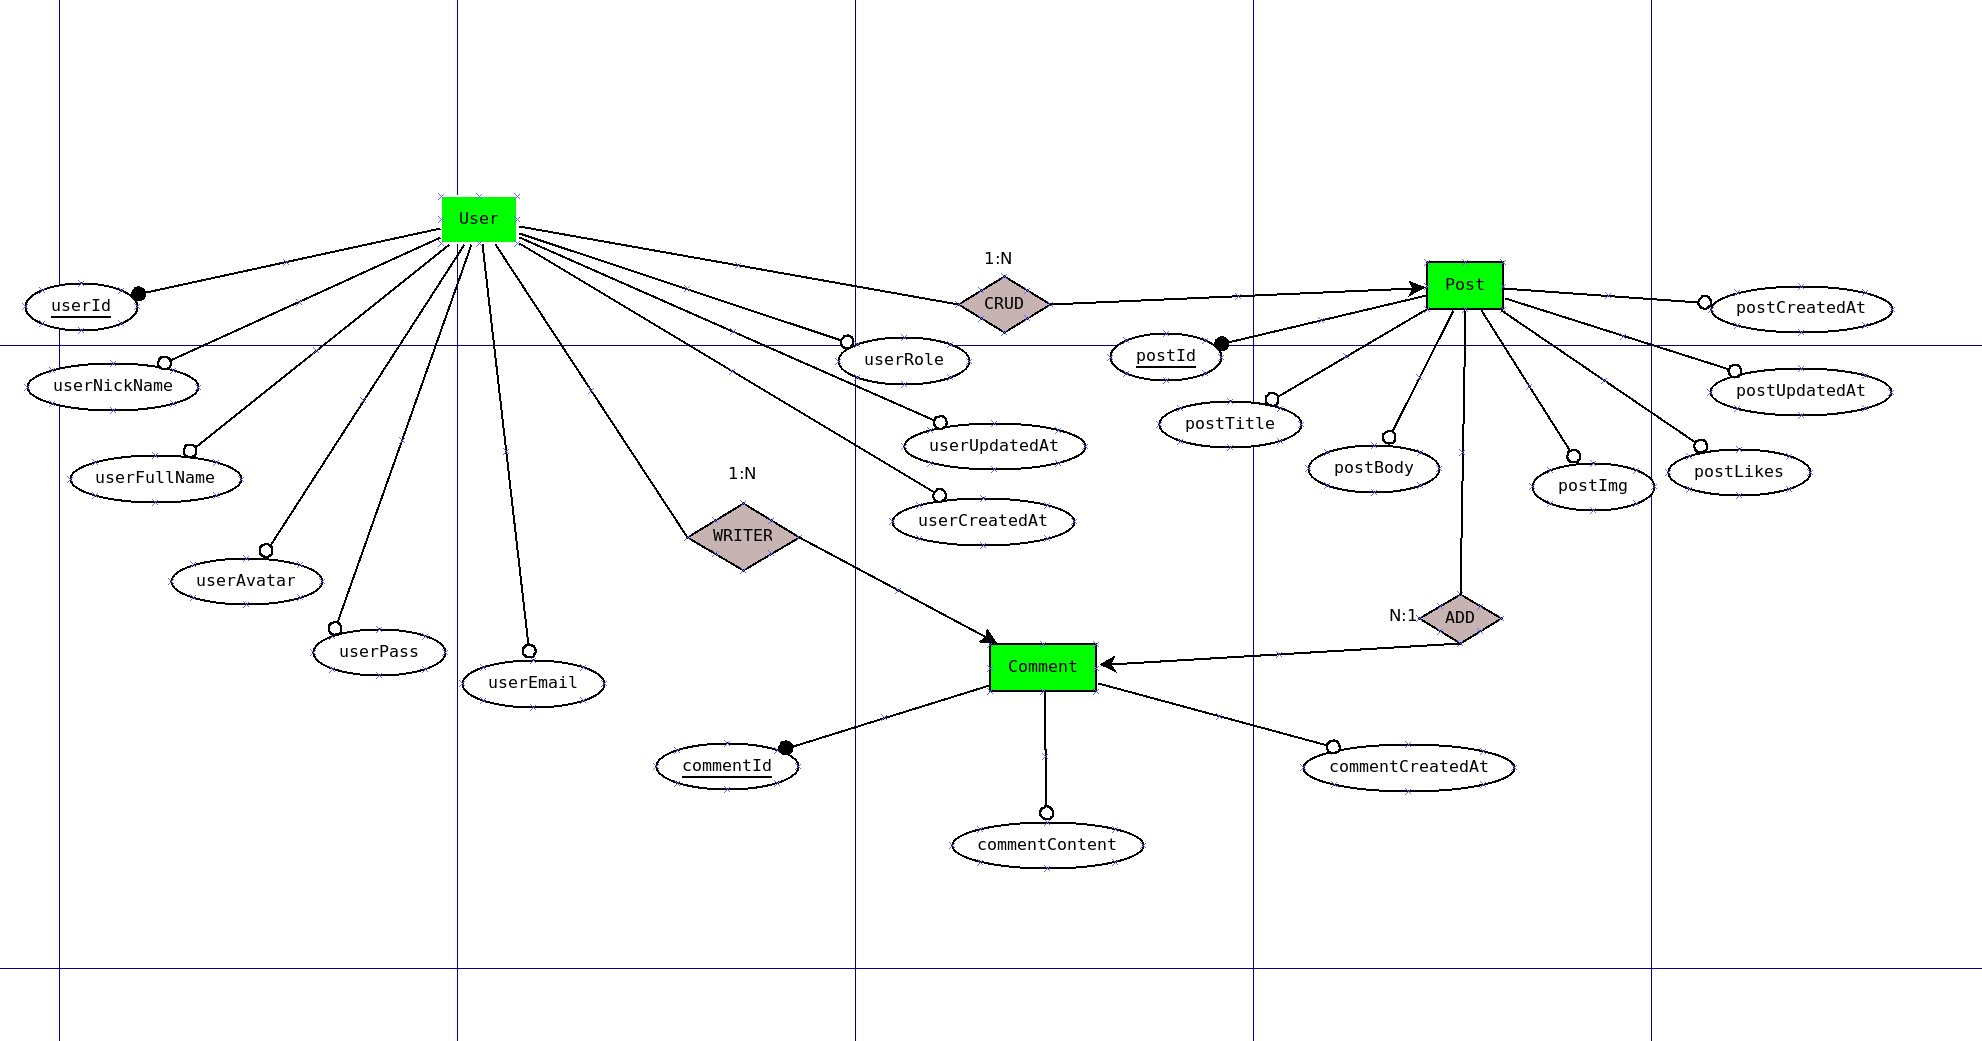 User
1:N
CRUD
Post
userId
postCreatedAt
userRole
postId
userNickName
postUpdatedAt
postTitle
userUpdatedAt
postBody
postLikes
userFullName
1:N
postImg
userCreatedAt
WRITER
userAvatar
N:1
ADD
userPass
Comment
userEmail
commentId
commentCreatedAt
commentContent